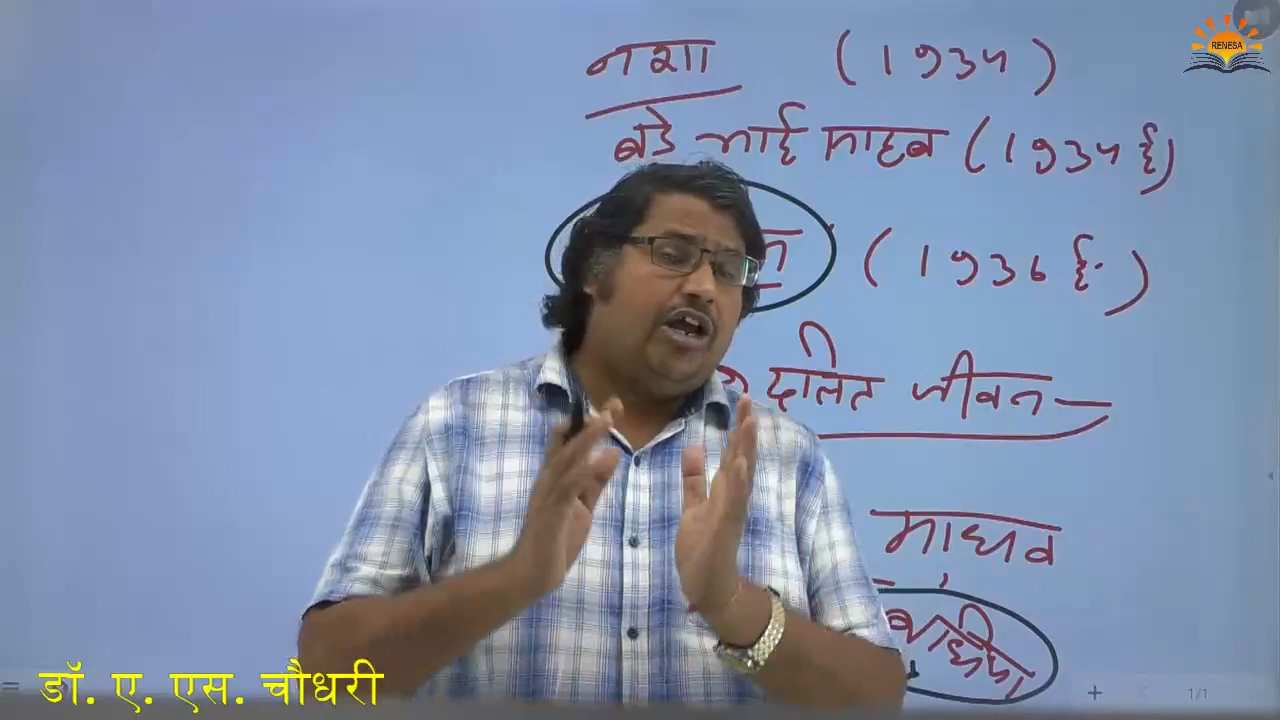 RENESA
नशा (1934)
बडे भाई साहब (1934 ई)
(1936 ई.)
दलित जीवन
माधव
डॉ. ए. एस. चौधरी
1/1